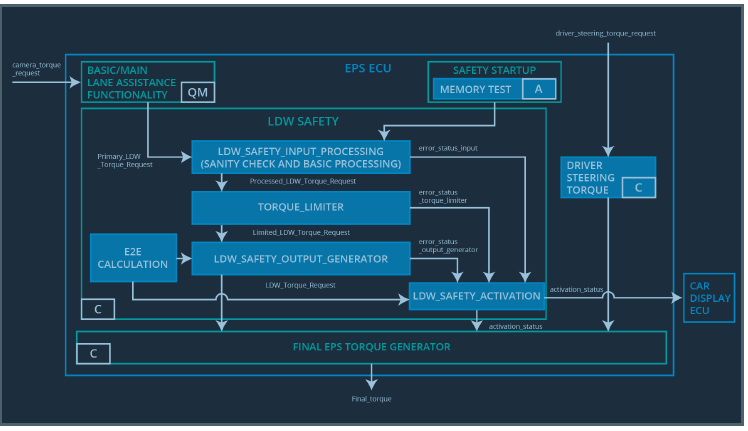 driver_steering_torque_request
camera_torque
_request
EPS ECU
BASIC/MAIN
LANE ASSISTANCE
FUNCTIONALITY
QM
SAFETY STARTUP
MEMORY TEST
A
LDW SAFETY
Primary_LDW
_Torque_Request
LDW_SAFETY_INPUT_PROCESSING
(SANITY CHECK AND BASIC PROCESSING)
error_status_input
DRIVER
STEERING
TORQUE
C
Processed_LDW_Torque_Request
TORQUE_LIMITER
error_status
_torque_limiter
Limited_LDW_Torque_Request
E2E
CALCULATION
LDW_SAFETY_OUTPUT_GENERATOR
error_status
_output_generator
LDW_Torque_Request
LDW_SAFETY_ACTIVATION
activation_status
CAR
DISPLAY
ECU
C
activation_status
C
FINAL EPS TORQUE GENERATOR
Final_torque